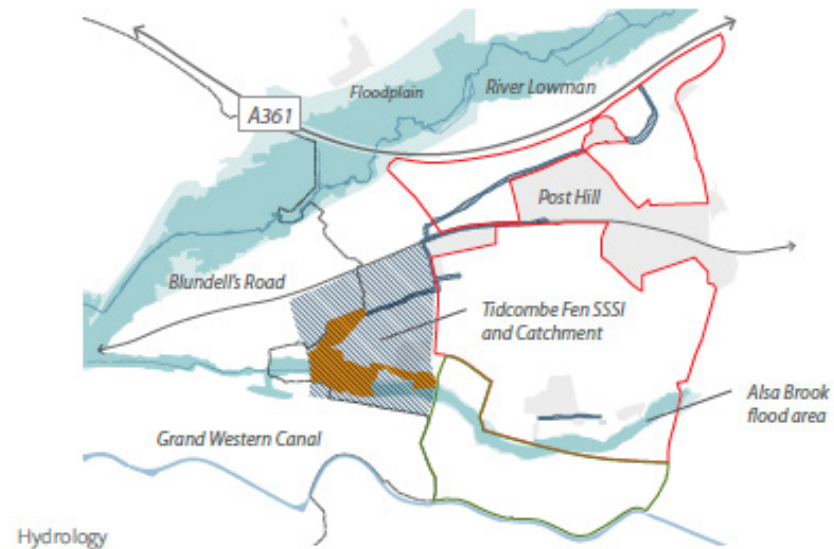 Floodplain
River Lowman
A361
Post Hill
Blundell's Road
Tidcombe Fen SSSI
and Catchment
Alsa Brook
flood area
Grand Western Canal
Hydrology